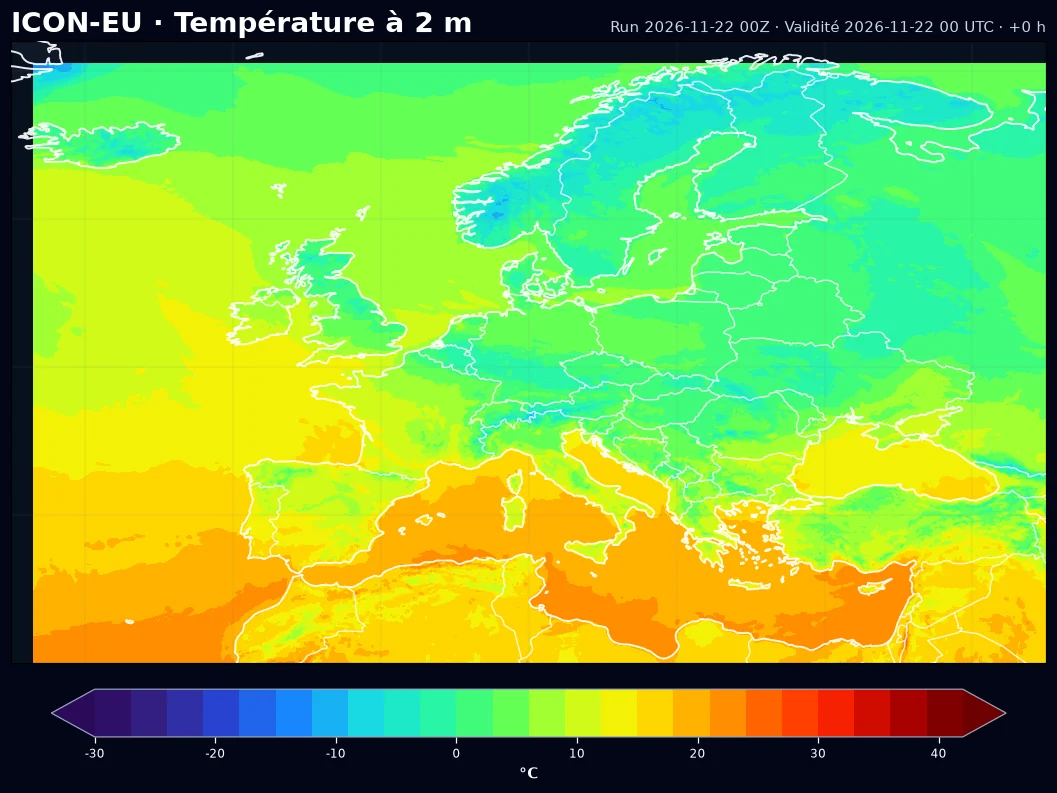 ICON-EU · Température à 2 m
Run 2026-11-22 00Z · Validité 2026-11-22 00 UTC · +0 h
-30 -20 -10 0 10 20 30 40
°C